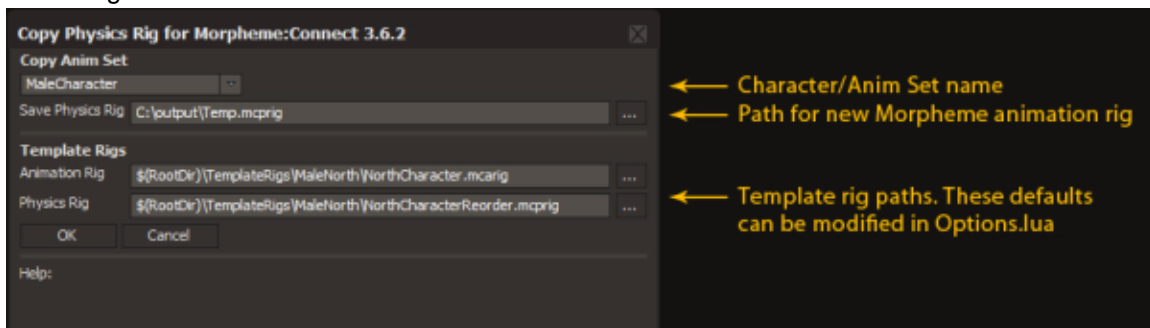 Copy Physics Rig for Morpheme:Connect 3.6.2
Copy Anim Set
MaleCharacter
Character/Anim Set name
Save Physics Rig C:\output\Temp.mcprig ...
Path for new Morpheme animation rig
Template Rigs
Animation Rig $(RootDir)\TemplateRigs\MaleNorth\NorthCharacter.mcarig ...
Physics Rig $(RootDir)\TemplateRigs\MaleNorth\NorthCharacterReorder.mcprig ...
Template rig paths. These defaults
can be modified in Options.lua
OK Cancel
Help: